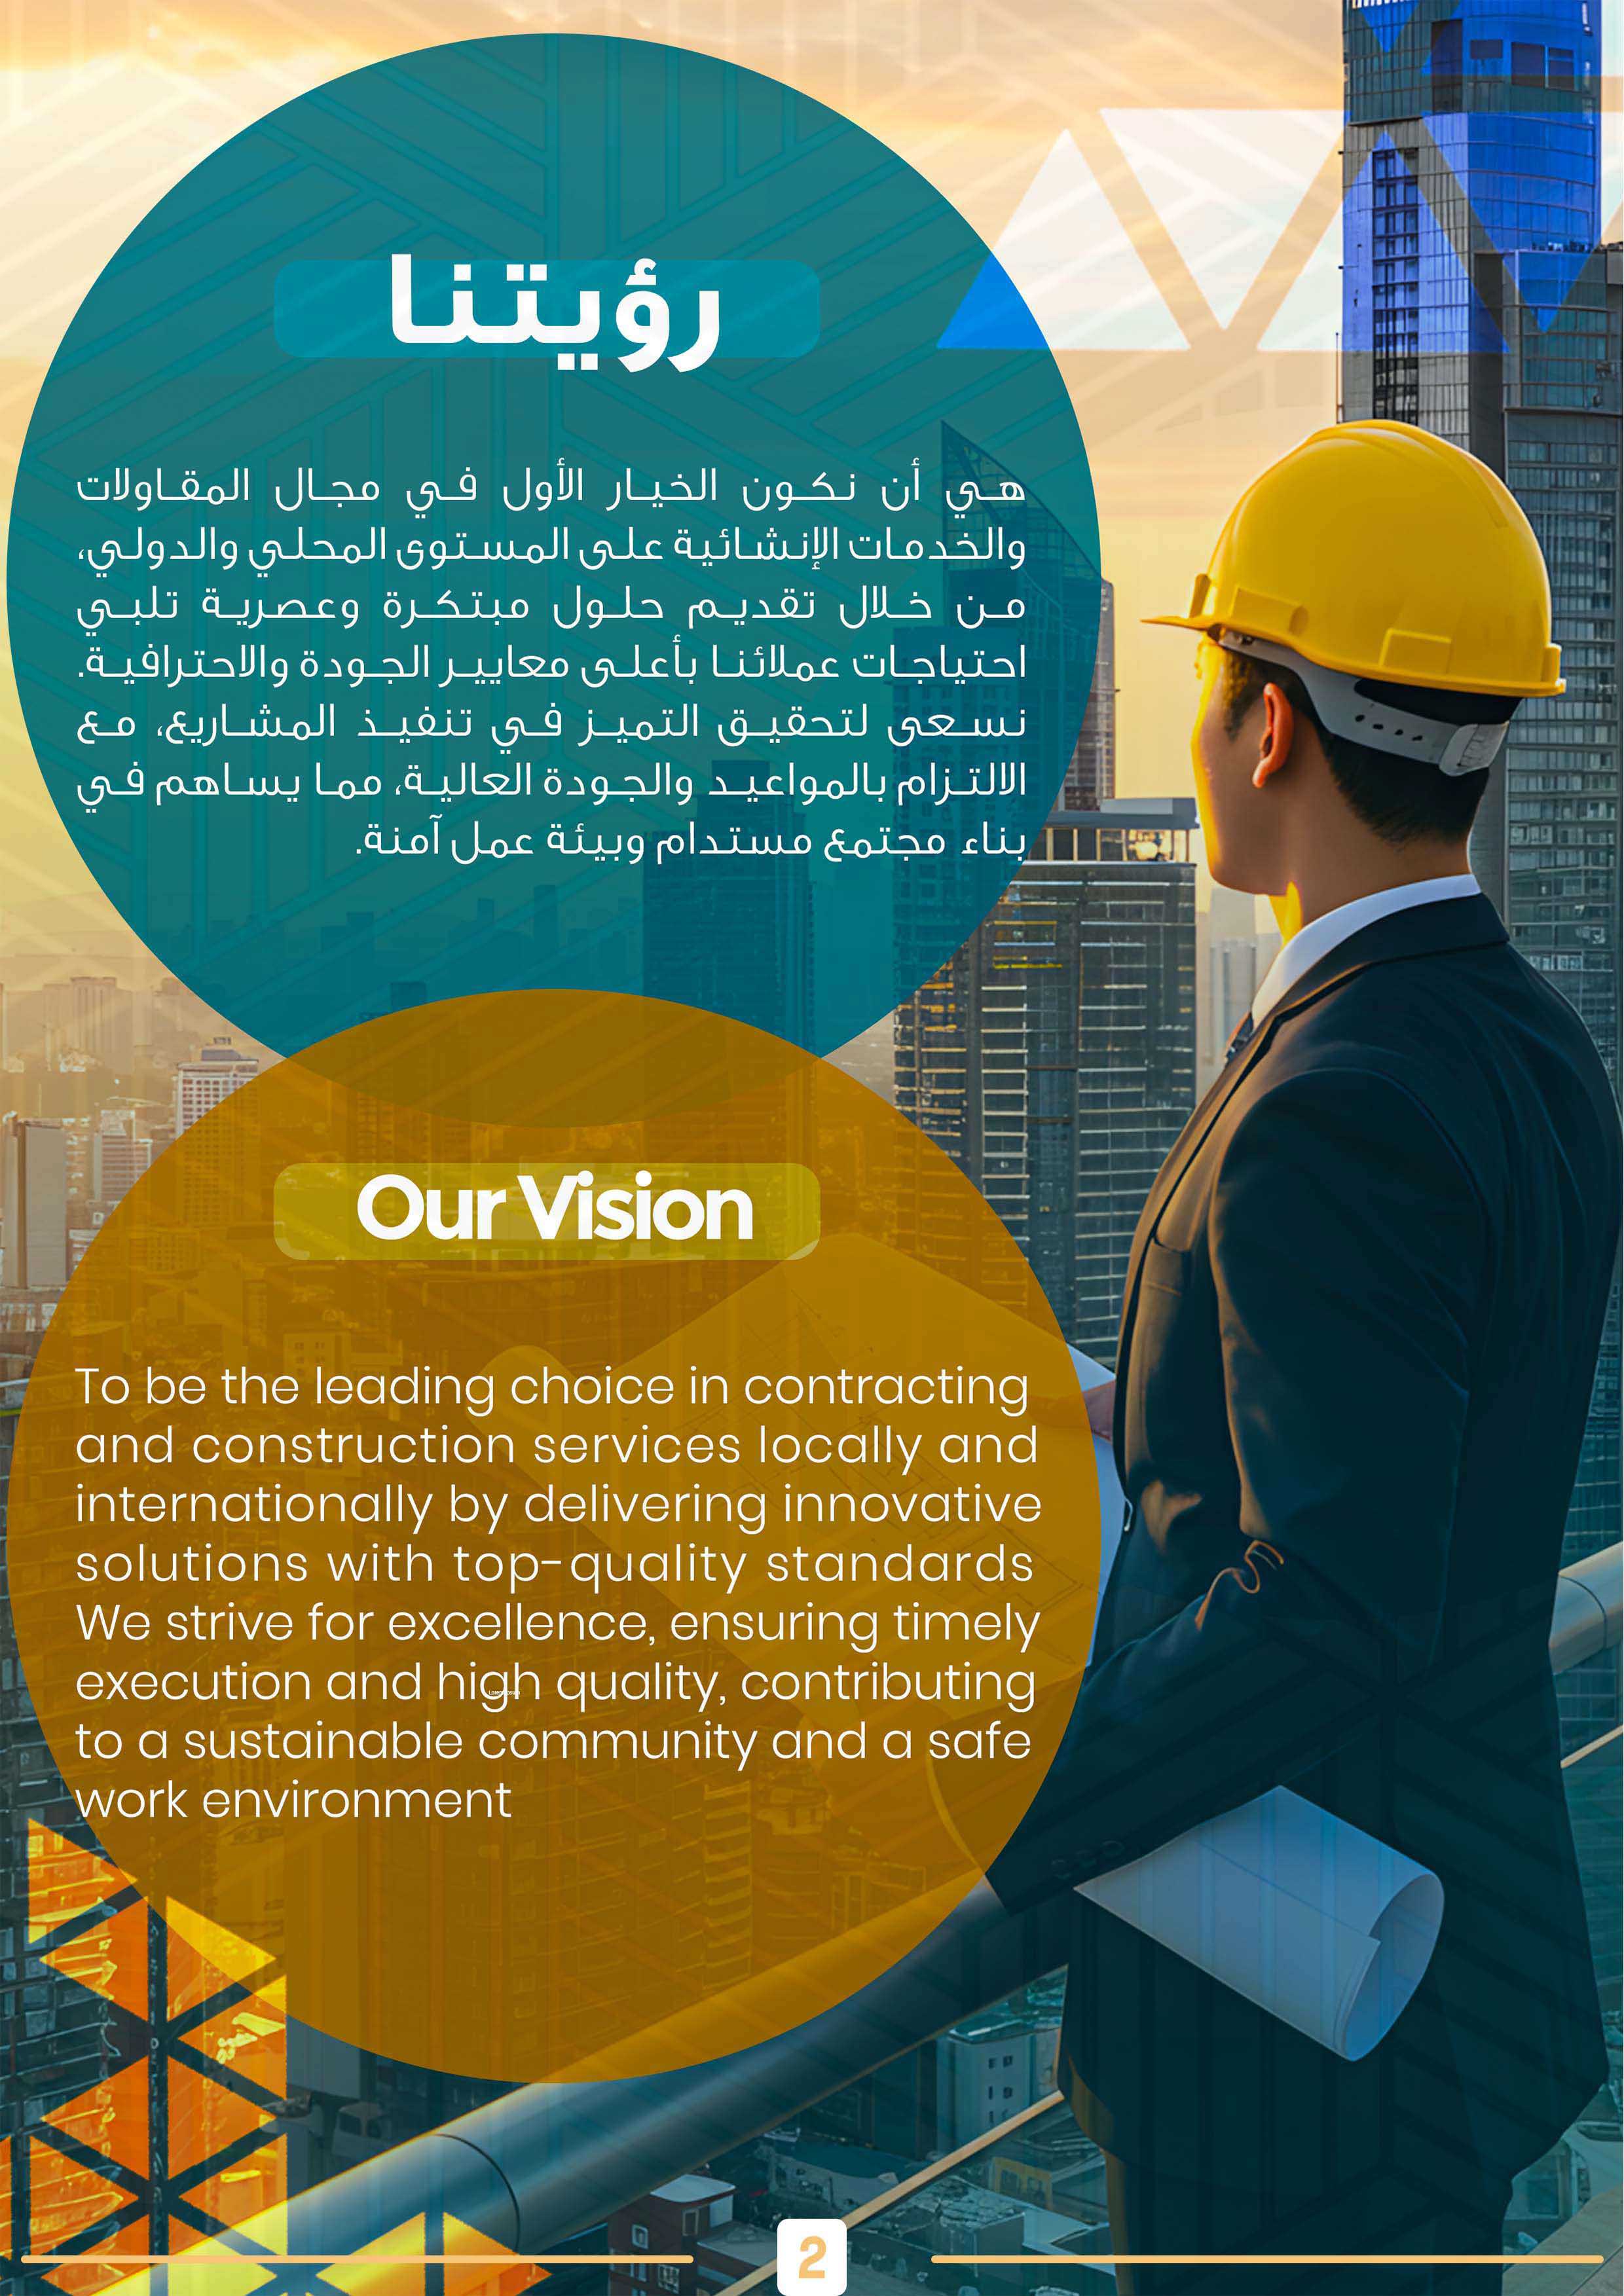 رؤيتنا
هي أن نكون الخيار الأول في مجال المقاولات
والخدمات الإنشائية على المستوى المحلي والدولي،
من خلال تقديم حلول مبتكرة وعصرية تلبي
احتياجات عملائنا بأعلى معايير الجودة والاحترافية.
نسعى لتحقيق التميز في تنفيذ المشاريع، مع
الالتزام بالمواعيد والجودة العالية، مما يساهم في
بناء مجتمع مستدام وبيئة عمل آمنة.
Our Vision
To be the leading choice in contracting
and construction services locally and
internationally by delivering innovative
solutions with top-quality standards
We strive for excellence, ensuring timely
execution and high quality, contributing
to a sustainable community and a safe
work environment
2